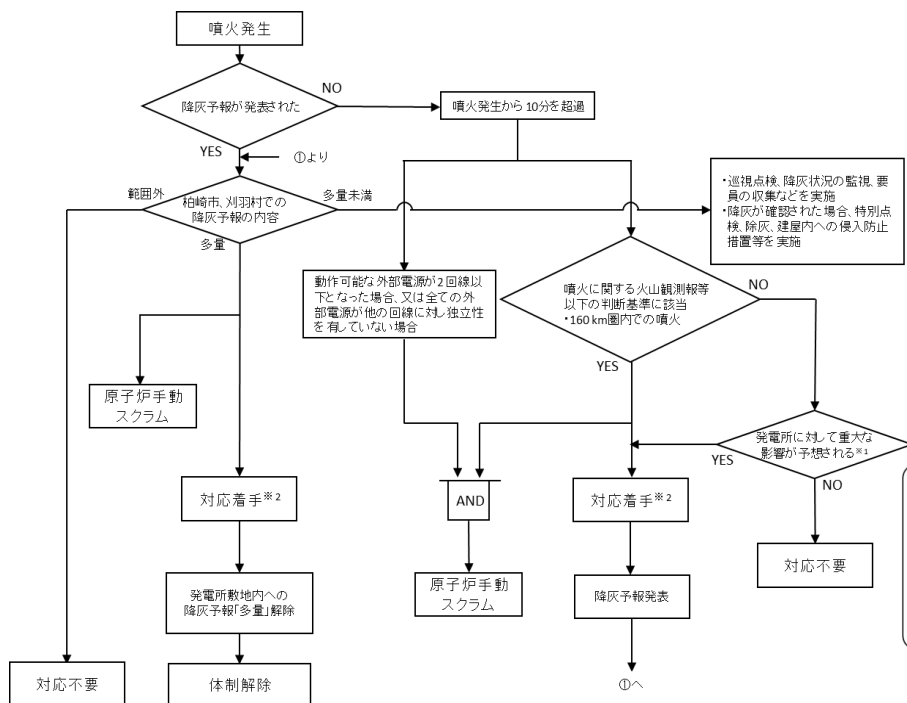 噴火発生
降灰予報が発表された
NO
噴火発生から10分を超過
YES
①より
範囲外
柏崎市、刈羽村での
降灰予報の内容
多量未満
多量
・巡視点検、降灰状況の監視、要
員の収集などを実施
・降灰が確認された場合、特別点
検、除灰、建屋内への侵入防止
措置等を実施
動作可能な外部電源が2回線以
下となった場合、又は全ての外
部電源が他の回線に対し独立性
を有していない場合
噴火に関する火山観測報等
以下の判断基準に該当
・160 km圏内での噴火
NO
YES
原子炉手動
スクラム
発電所に対して重大な
影響が予想される※1
YES
NO
対応着手※2
AND
対応着手※2
対応不要
発電所敷地内への
降灰予報「多量」解除
原子炉手動
スクラム
降灰予報発表
対応不要
体制解除
①へ